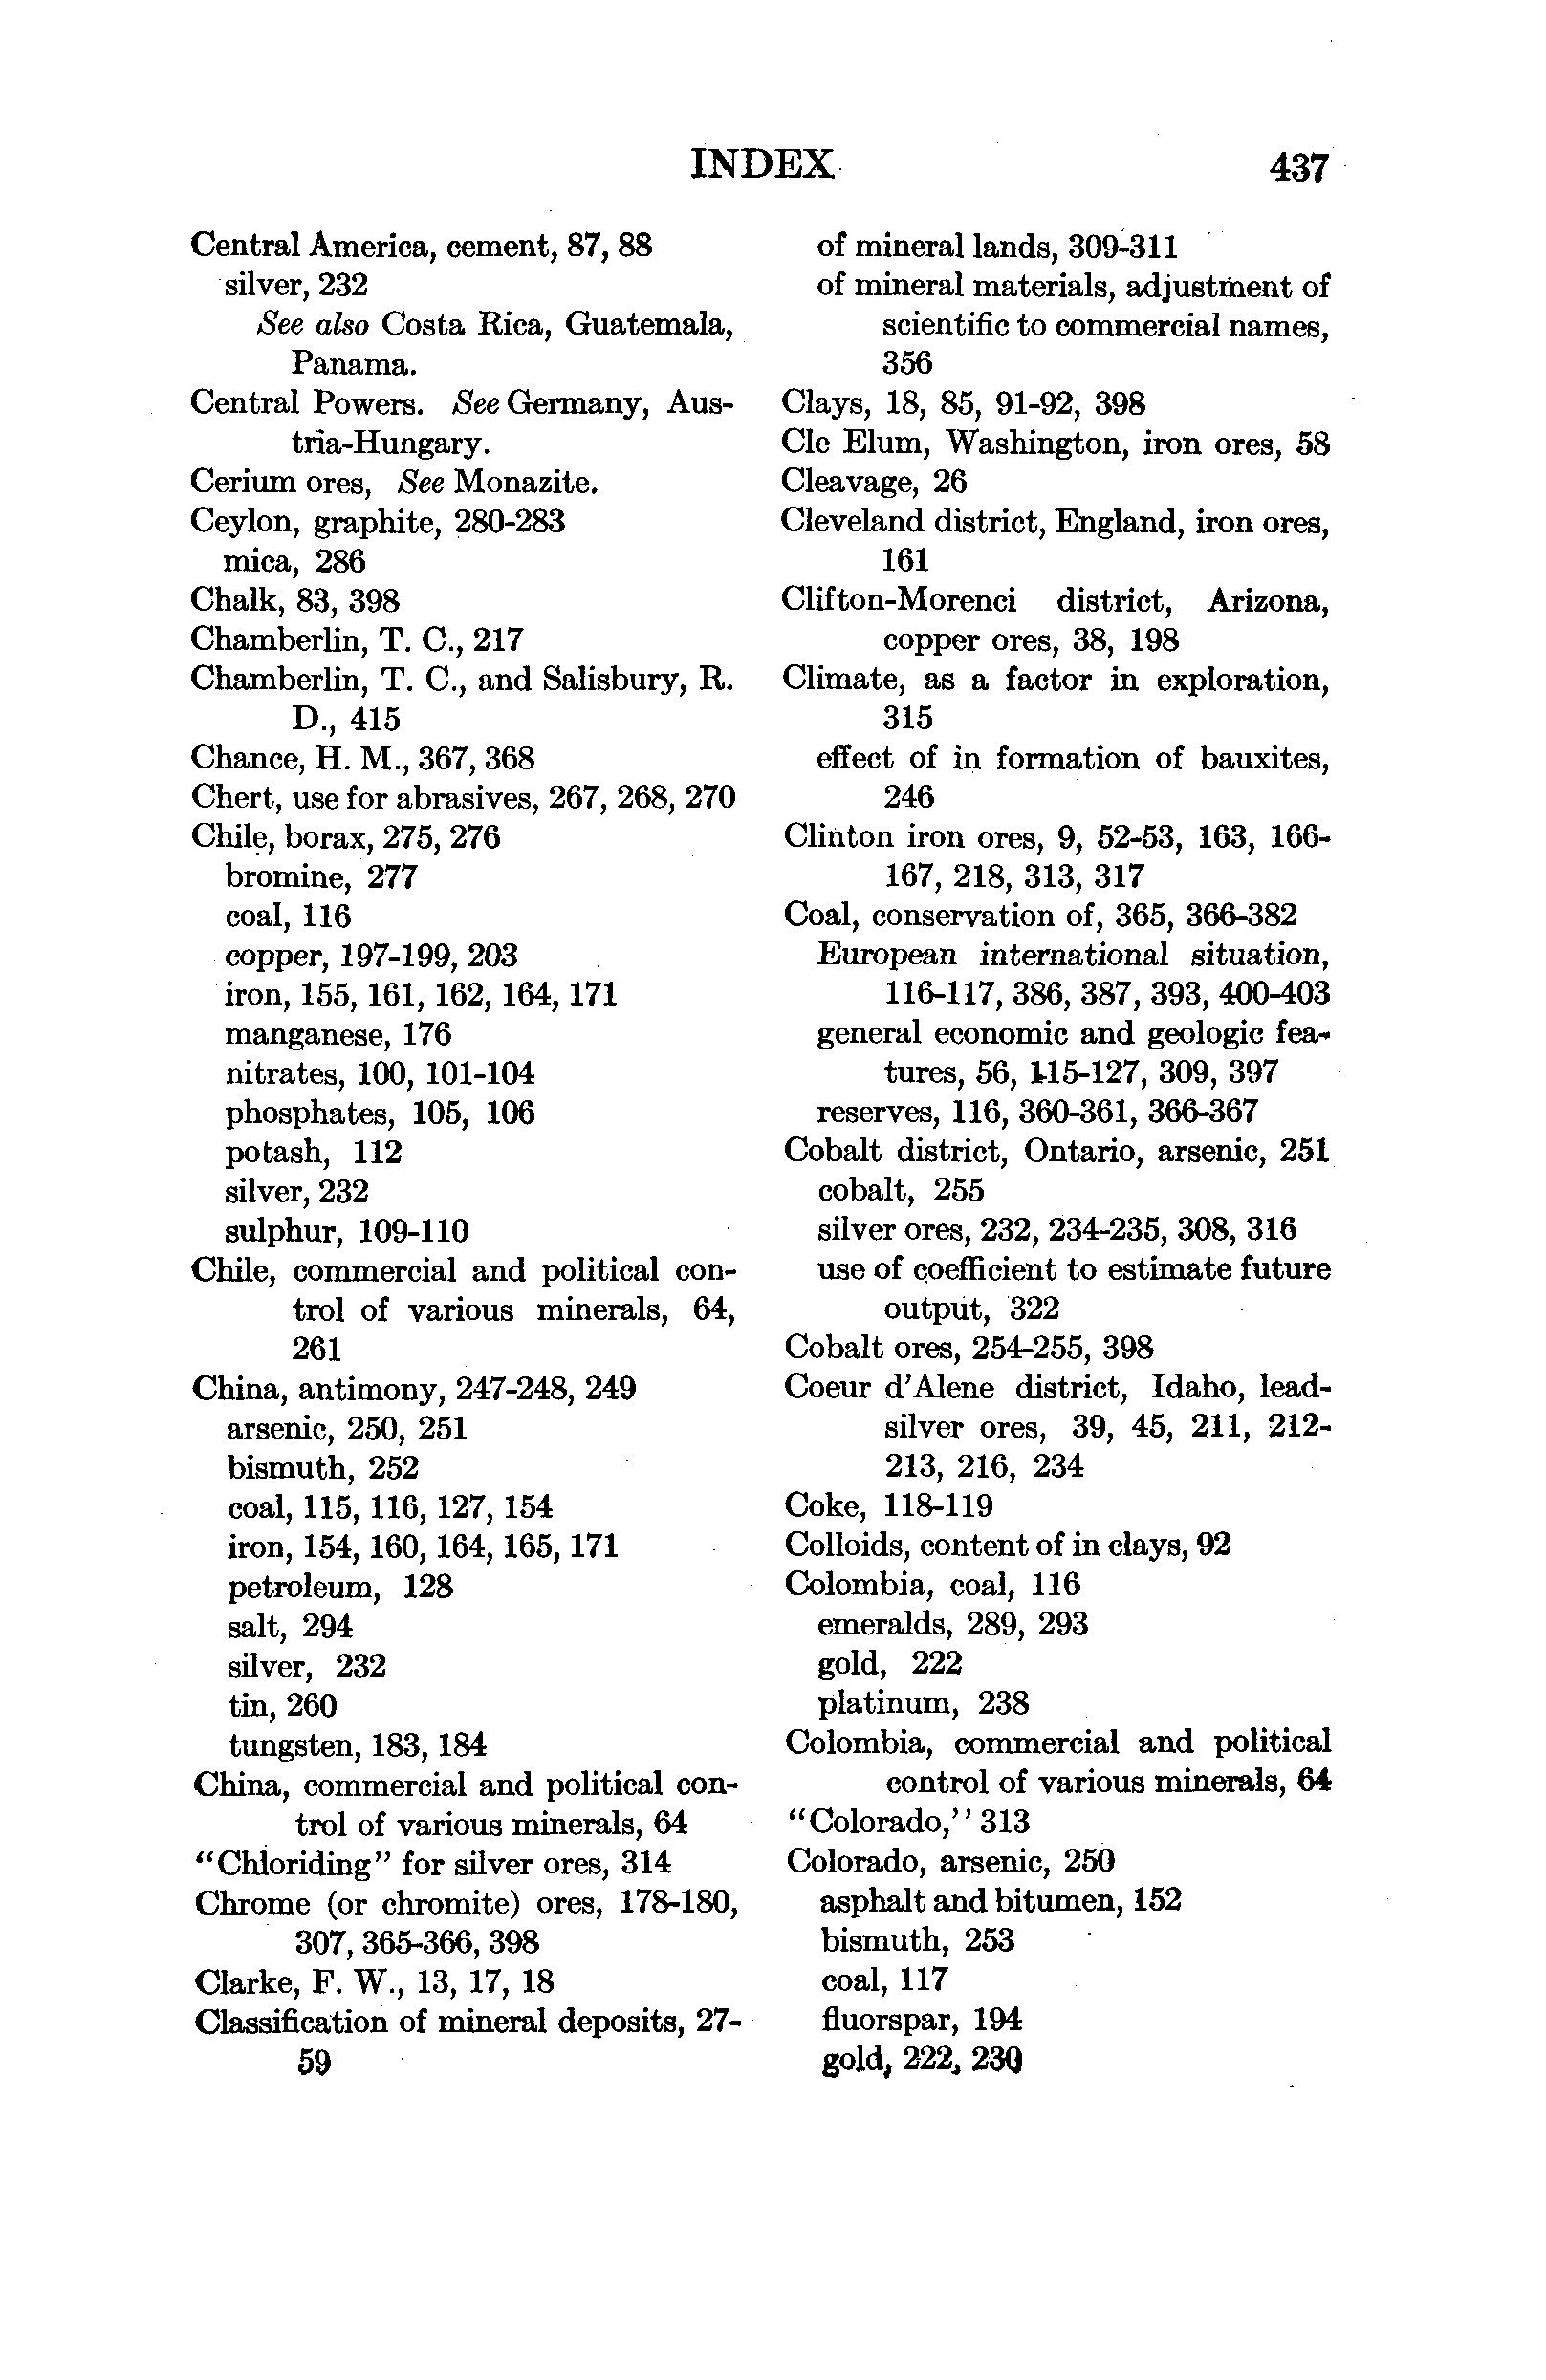 INDEX 437
Central America, cement, 87, 88
silver, 232
See also Costa Rica, Guatemala,
Panama.
Central Powers. See Germany, Aus-
tria-Hungary.
Cerium ores, See Monazite.
Ceylon, graphite, 280-283
mica, 286
Chalk, 83, 398
Chamberlin, T. C., 217
Chamberlin, T. C., and Salisbury, R.
D., 415
Chance, H. M., 367, 368
Chert, use for abrasives, 267, 268, 270
Chile, borax, 275, 276
bromine, 277
coal, 116
copper, 197-199, 203
iron, 155, 161, 162, 164, 171
manganese, 176
nitrates, 100, 101-104
phosphates, 105, 106
potash, 112
silver, 232
sulphur, 109-110
Chile, commercial and political con-
trol of various minerals, 64,
261
China, antimony, 247-248, 249
arsenic, 250, 251
bismuth, 252
coal, 115, 116, 127, 154
iron, 154, 160, 164, 165, 171
petroleum, 128
salt, 294
silver, 232
tin, 260
tungsten, 183, 184
China, commercial and political con-
trol of various minerals, 64
"Chloriding" for silver ores, 314
Chrome (or chromite) ores, 178-180,
307, 365-366, 398
Clarke, F. W., 13, 17, 18
Classification of mineral deposits, 27-
59
of mineral lands, 309-311
of mineral materials, adjustment of
scientific to commercial names,
356
Clays, 18, 85, 91-92, 398
Cle Elum, Washington, iron ores, 58
Cleavage, 26
Cleveland district, England, iron ores,
161
Clifton-Morenci district, Arizona,
copper ores, 38, 198
Climate, as a factor in exploration,
315
effect of in formation of bauxites,
246
Clinton iron ores, 9, 52-53, 163, 166-
167, 218, 313, 317
Coal, conservation of, 365, 366-382
European international situation,
116-117, 386, 387, 393, 400-403
general economic and geologic fea-
tures, 56, 115-127, 309, 397
reserves, 116, 360-361, 366-367
Cobalt district, Ontario, arsenic, 251
cobalt, 255
silver ores, 232, 234-235, 308, 316
use of coefficient to estimate future
output, 322
Cobalt ores, 254-255, 398
Coeur d'Alene district, Idaho, lead-
silver ores, 39, 45, 211, 212-
213, 216, 234
Coke, 118-119
Colloids, content of in clays, 92
Colombia, coal, 116
emeralds, 289, 293
gold, 222
platinum, 238
Colombia, commercial and political
control of various minerals, 64
"Colorado," 313
Colorado, arsenic, 250
asphalt and bitumen, 152
bismuth, 253
coal, 117
fluorspar, 194
gold, 222, 230